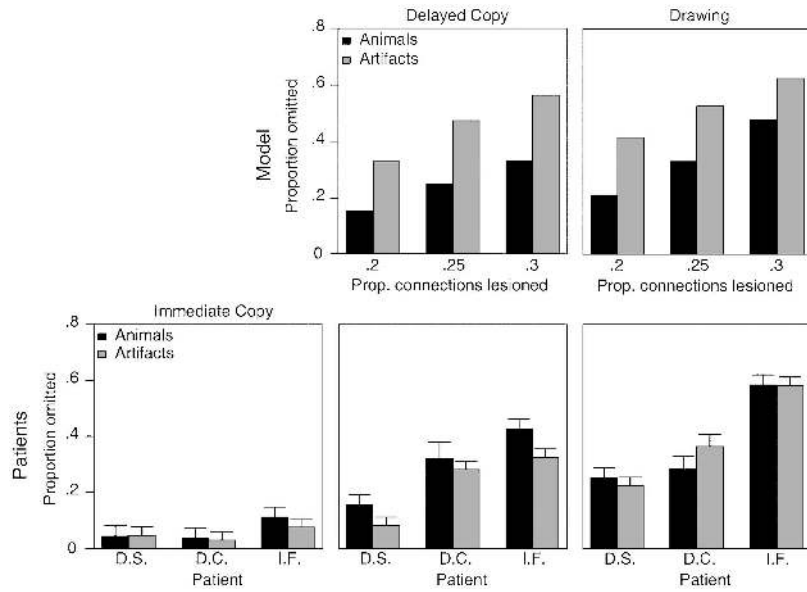 Delayed Copy
Drawing
.8
Animals
Artifacts
.6
.4
.2
0
Model
Proportion omitted
.2 .25 .3
Prop. connections lesioned
.2 .25 .3
Prop. connections lesioned
Immediate Copy
.8
Animals
Artifacts
.6
.4
.2
0
Patients
Proportion omitted
D.S. D.C. I.F.
Patient
D.S. D.C. I.F.
Patient
D.S. D.C. I.F.
Patient